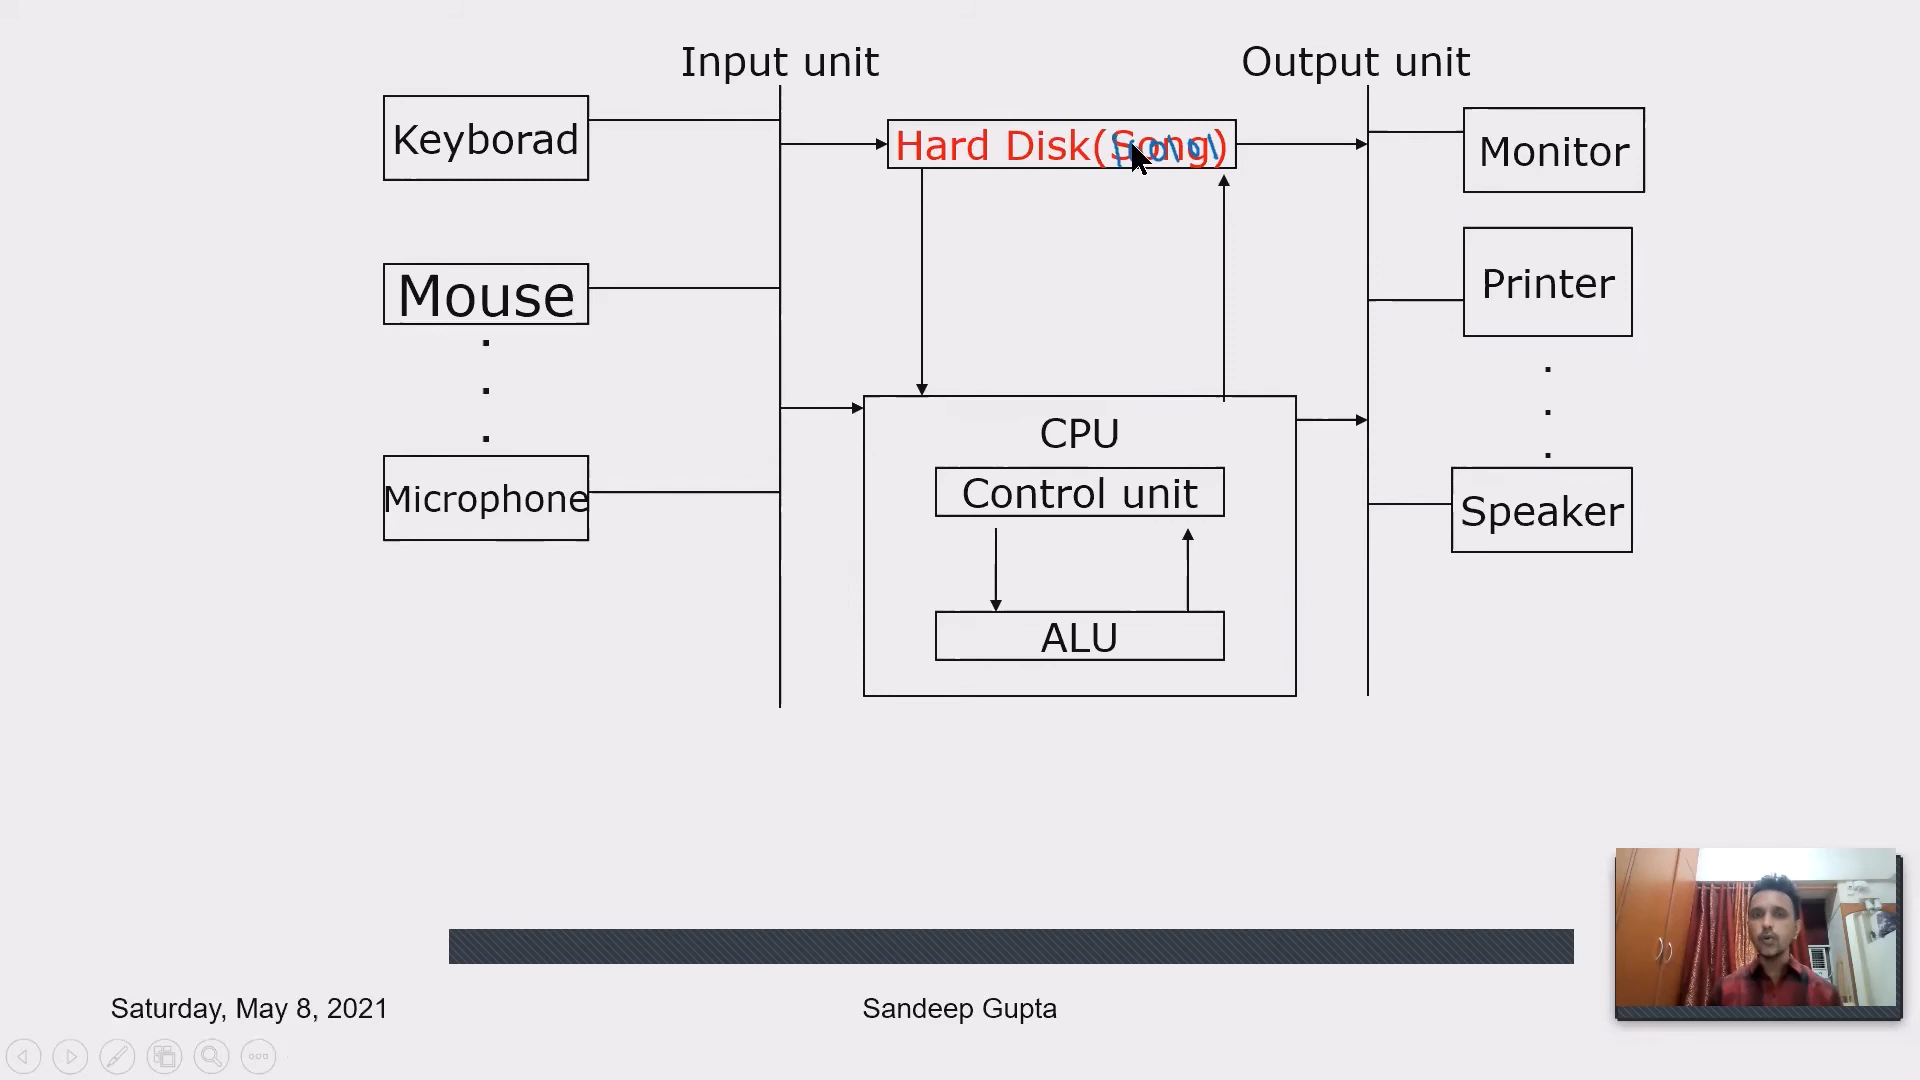 Input unit
Output unit
Keyborad
Hard Disk(Song)
Monitor
Mouse
Printer
CPU
Control unit
Microphone
Speaker
ALU
Saturday, May 8, 2021
Sandeep Gupta